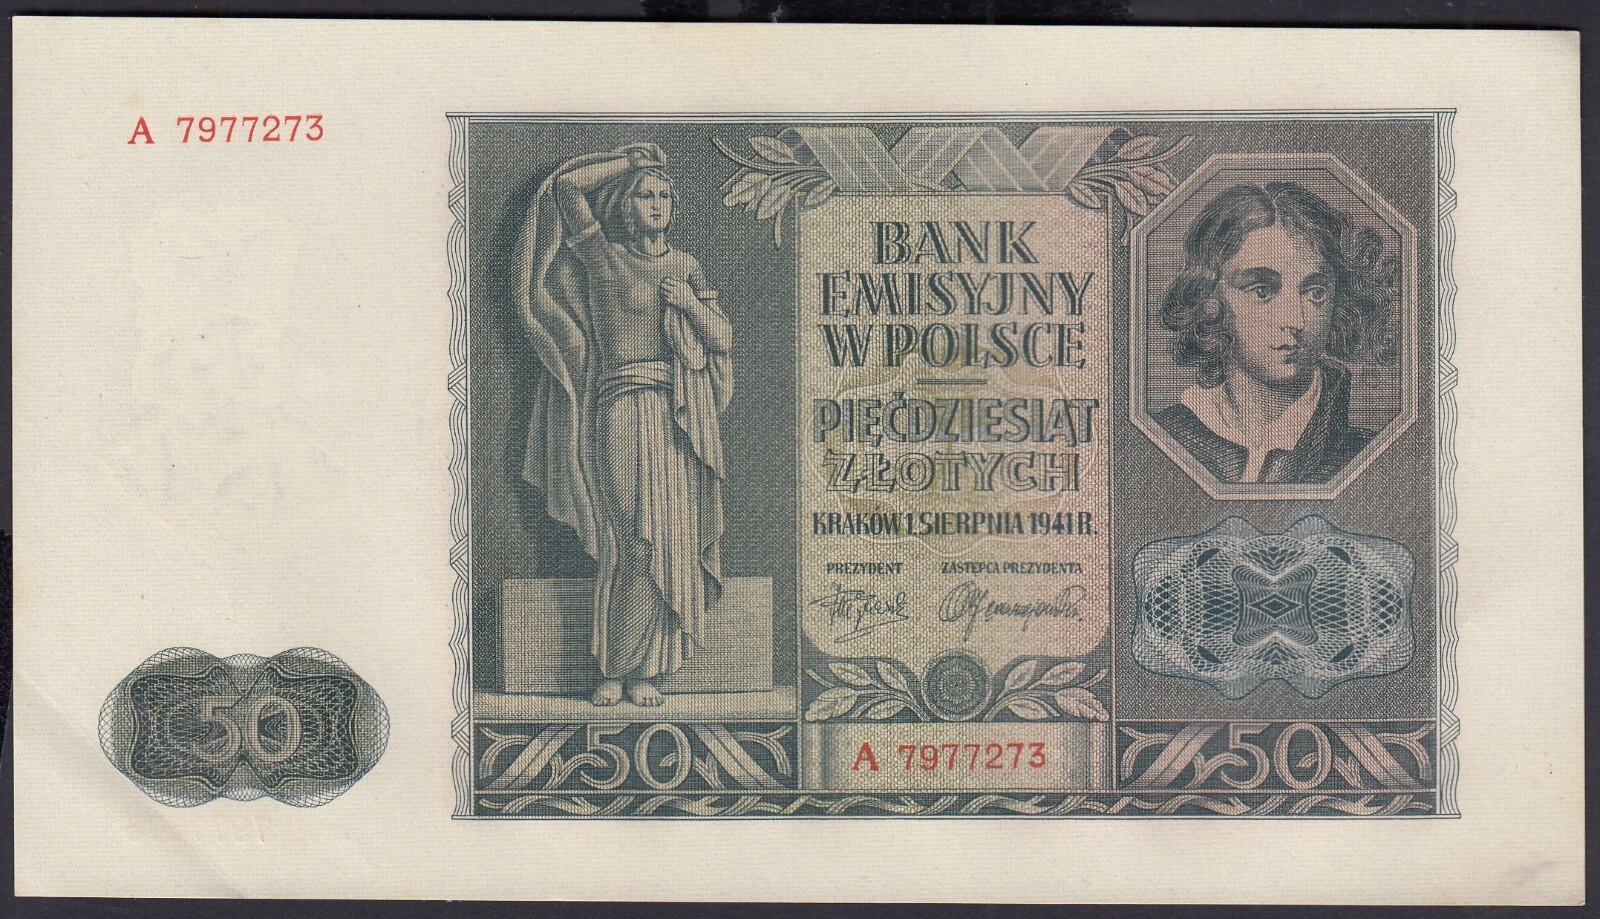 A 7977273
BANK
EMISYJNY
W POLSCE
PIĘĆDZIESIĄT
ZŁOTYCH
KRAKÓW 1. SIERPNIA 1941 R.
PREZYDENT ZASTĘPCA PREZYDENTA
50
50
A 7977273
50